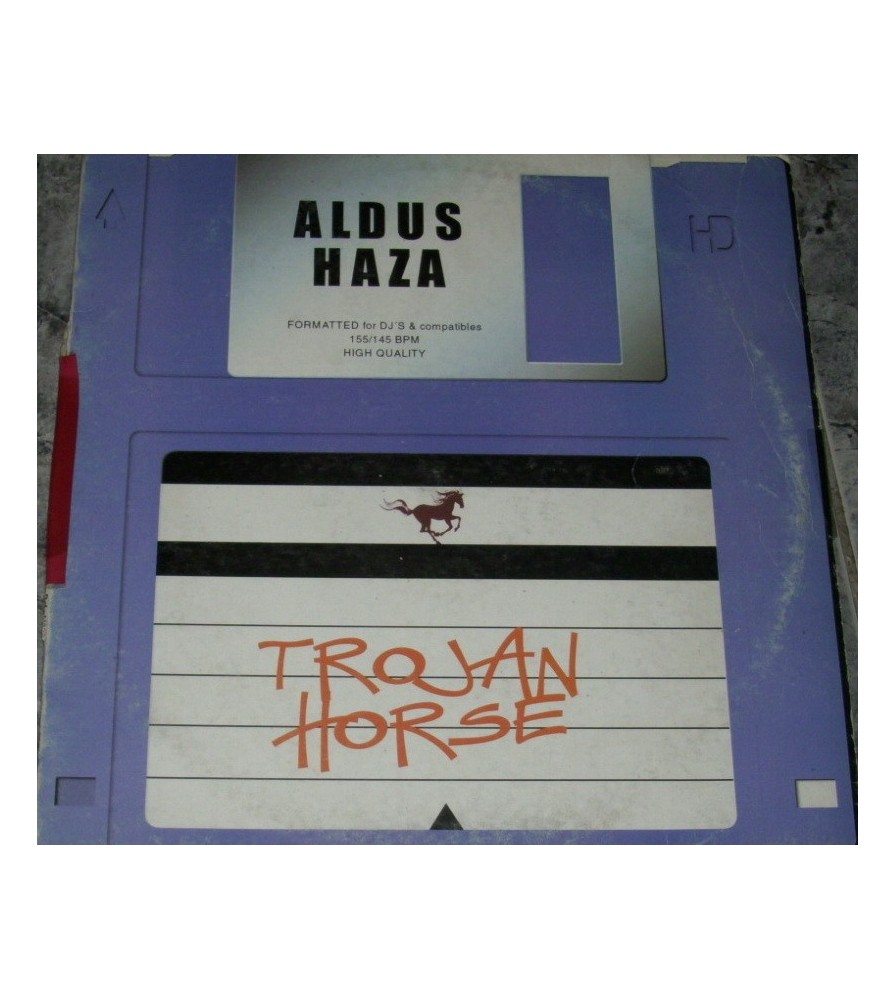 ALDUS
HAZA
HD
FORMATTED for DJ'S & compatibles
155/145 BPM
HIGH QUALITY
TROJAN
HORSE